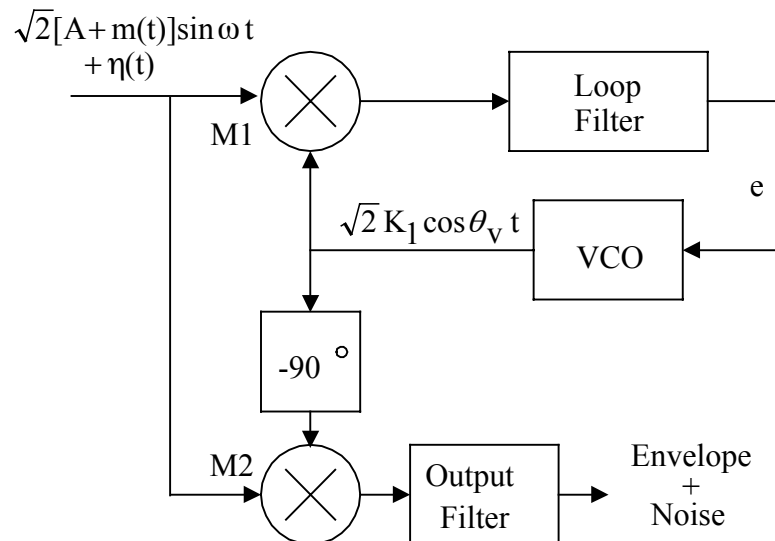 √2[A+m(t)]sin ω t
+ η(t)
M1
Loop
Filter
e
√2 K₁ cos θᵥ t
VCO
-90 °
M2
Output
Filter
Envelope
+
Noise